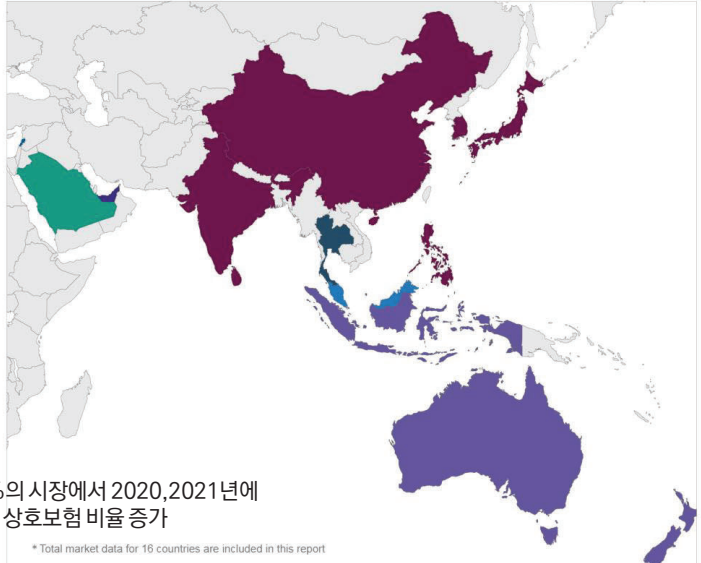 %의 시장에서 2020,2021년에
상호보험 비율 증가
* Total market data for 16 countries are included in this report